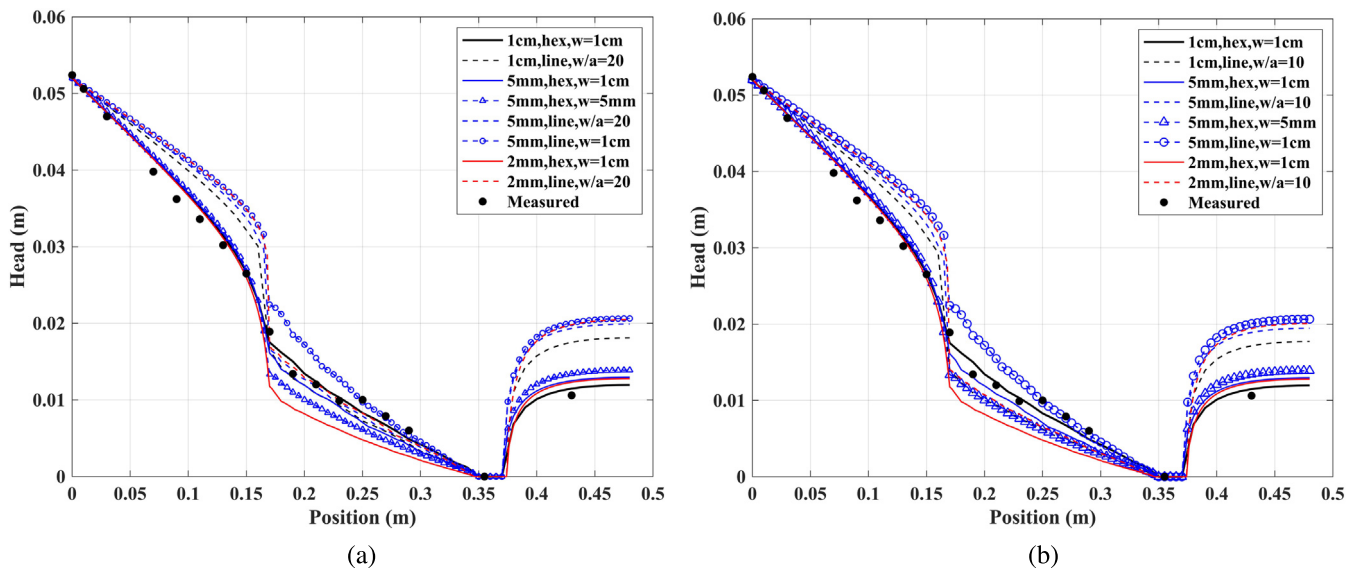 0.06
0.05
0.04
0.03
0.02
0.01
0
Head (m)
0 0.05 0.1 0.15 0.2 0.25 0.3 0.35 0.4 0.45 0.5
Position (m)
1cm,hex,w=1cm
1cm,line,w/a=20
5mm,hex,w=1cm
5mm,hex,w=5mm
5mm,line,w/a=20
5mm,line,w=1cm
2mm,hex,w=1cm
2mm,line,w/a=20
Measured
(a)
0.06
0.05
0.04
0.03
0.02
0.01
0
Head (m)
0 0.05 0.1 0.15 0.2 0.25 0.3 0.35 0.4 0.45 0.5
Position (m)
1cm,hex,w=1cm
1cm,line,w/a=10
5mm,hex,w=1cm
5mm,line,w/a=10
5mm,hex,w=5mm
5mm,line,w=1cm
2mm,hex,w=1cm
2mm,line,w/a=10
Measured
(b)